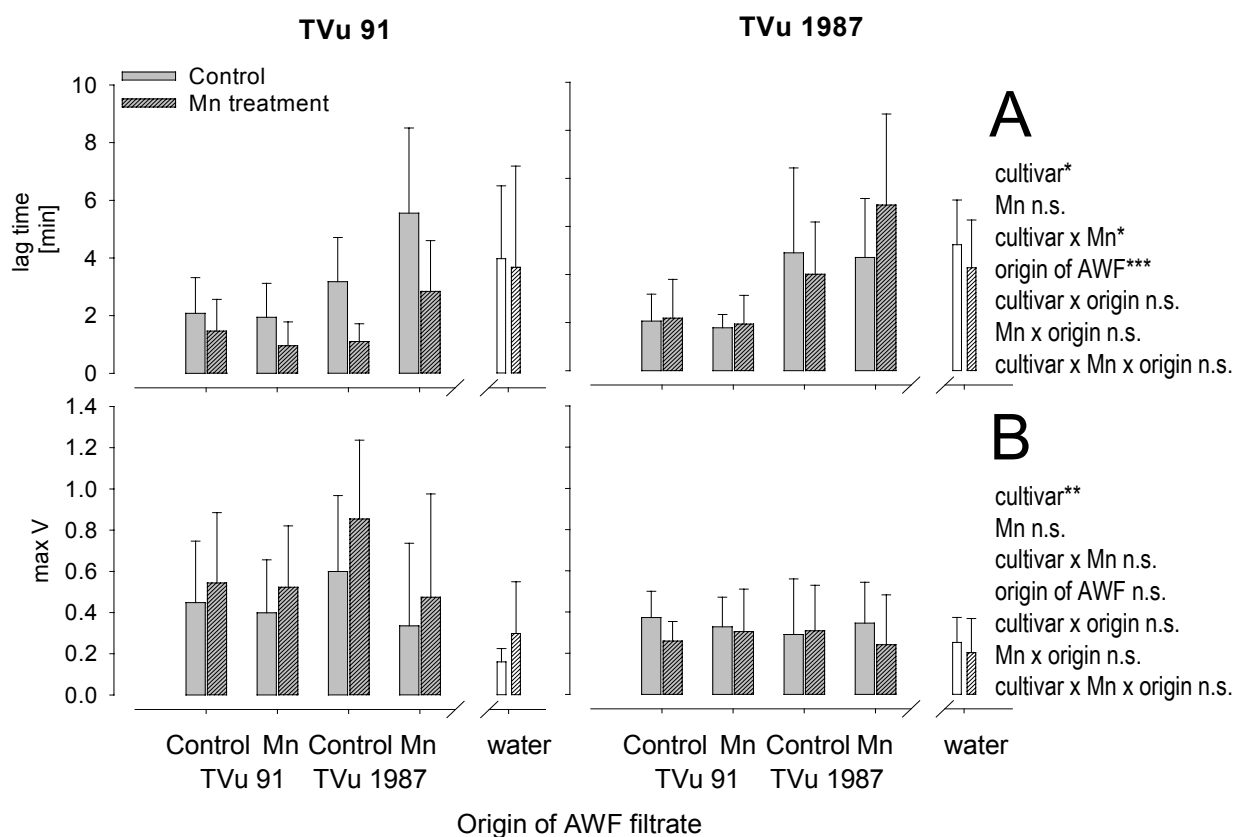 TVu 91
TVu 1987
Control
Mn treatment
10
8
6
4
2
0
lag time
[min]
A
cultivar*
Mn n.s.
cultivar x Mn*
origin of AWF***
cultivar x origin n.s.
Mn x origin n.s.
cultivar x Mn x origin n.s.
1.4
1.2
1.0
0.8
0.6
0.4
0.2
0.0
max V
B
cultivar**
Mn n.s.
cultivar x Mn n.s.
origin of AWF n.s.
cultivar x origin n.s.
Mn x origin n.s.
cultivar x Mn x origin n.s.
Control Mn Control Mn water
TVu 91 TVu 1987
Control Mn Control Mn water
TVu 91 TVu 1987
Origin of AWF filtrate